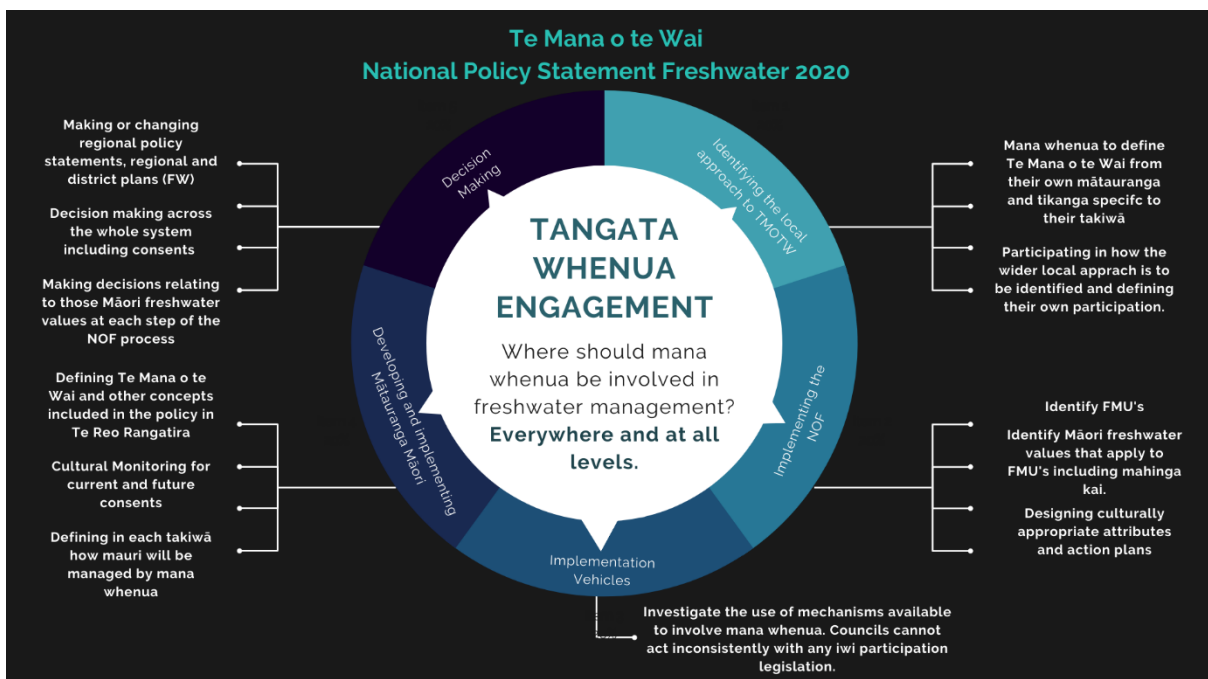 Te Mana o te Wai
National Policy Statement Freshwater 2020
Making or changing
regional policy
statements, regional and
district plans (FW)
Decision making across
the whole system
including consents
Making decisions relating
to those Māori freshwater
values at each step of the
NOF process
Defining Te Mana o te
Wai and other concepts
included in the policy in
Te Reo Rangatira
Cultural Monitoring for
current and future
consents
Defining in each takiwā
how mauri will be
managed by mana
whenua
Decision
Making
Identifying the local
approach to TMOTW
Developing and implementing
Mātauranga Māori
Implementing the
NOF
Implementation
Vehicles
TANGATA
WHENUA
ENGAGEMENT
Where should mana
whenua be involved in
freshwater management?
Everywhere and at all
levels.
Mana whenua to define
Te Mana o te Wai from
their own mātauranga
and tikanga specifc to
their takiwā
Participating in how the
wider local apprach is to
be identified and defining
their own participation.
Identify FMU's
Identify Māori freshwater
values that apply to
FMU's including mahinga
kai.
Designing culturally
appropriate attributes
and action plans
Investigate the use of mechanisms available
to involve mana whenua. Councils cannot
act inconsistently with any iwi participation
legislation.